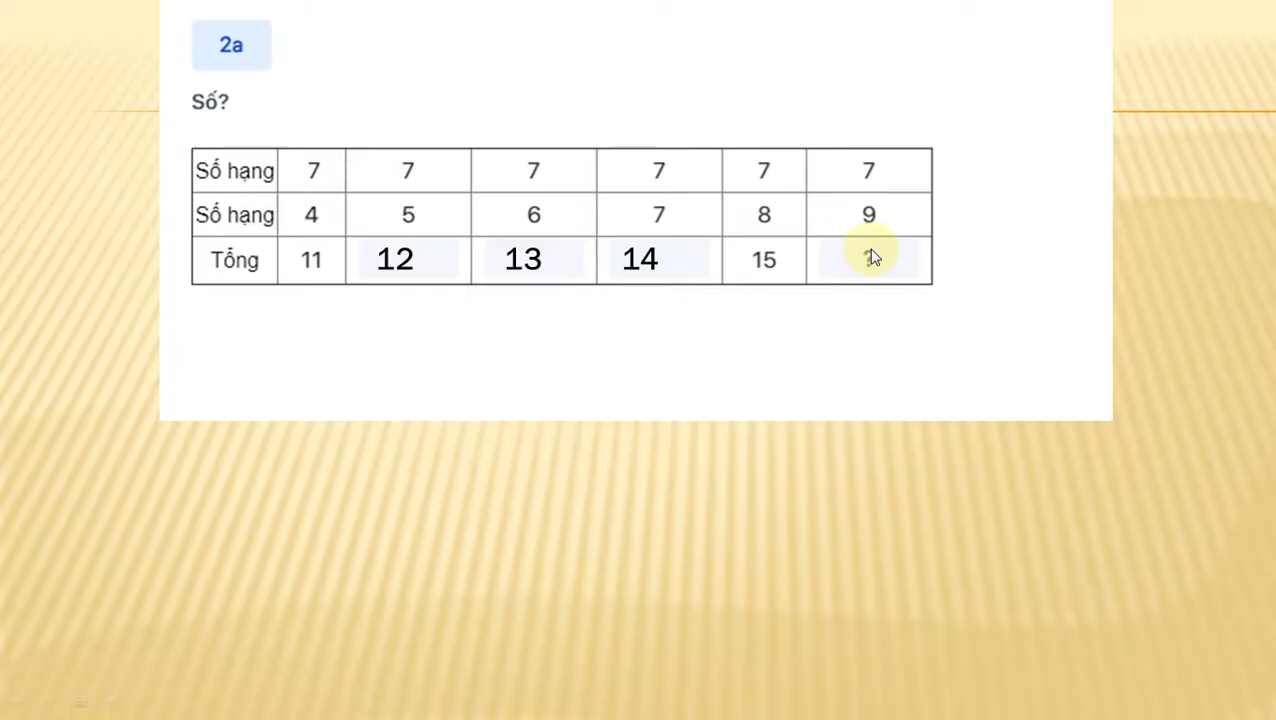 2a
Số?
Số hạng 7 7 7 7 7 7
Số hạng 4 5 6 7 8 9
Tổng 11 12 13 14 15 ?